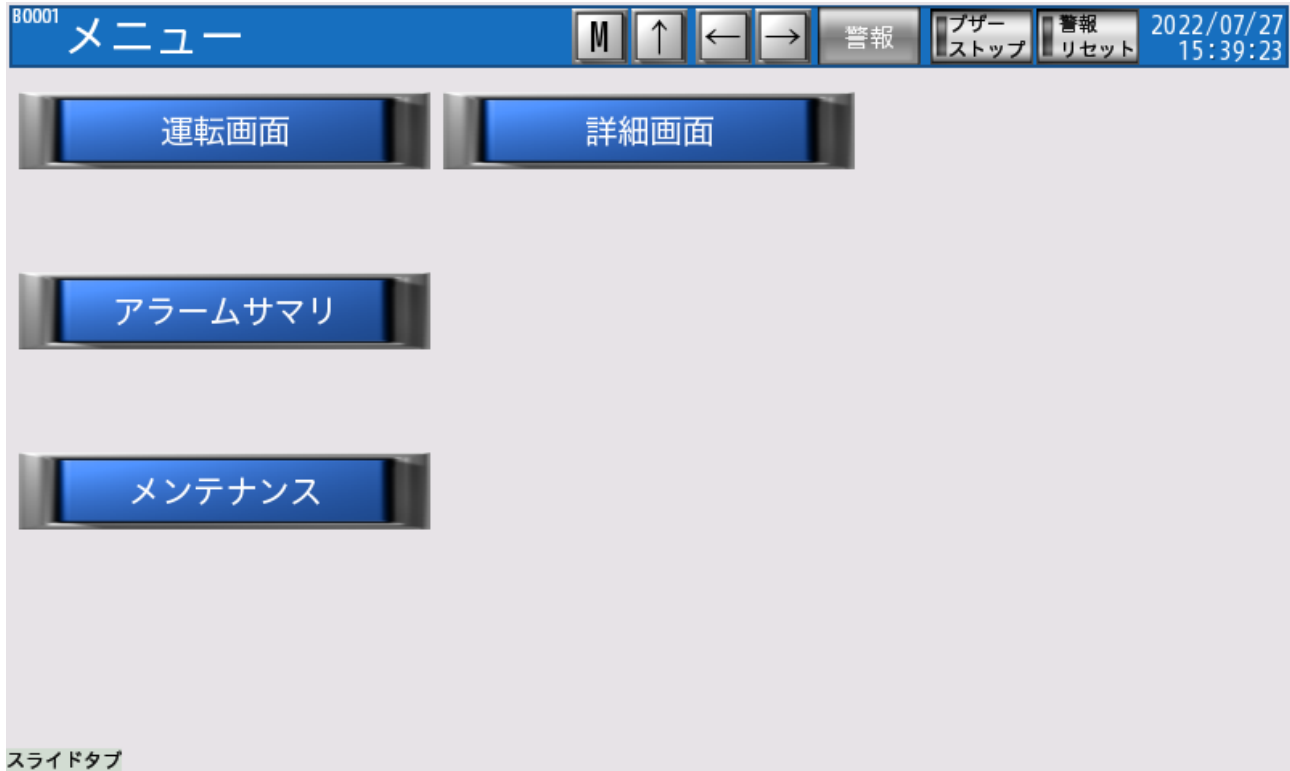 B0001
メニュー
M ↑ ← → 警報
ブザー
ストップ
警報
リセット
2022/07/27
15:39:23
運転画面 詳細画面
アラームサマリ
メンテナンス
スライドタブ